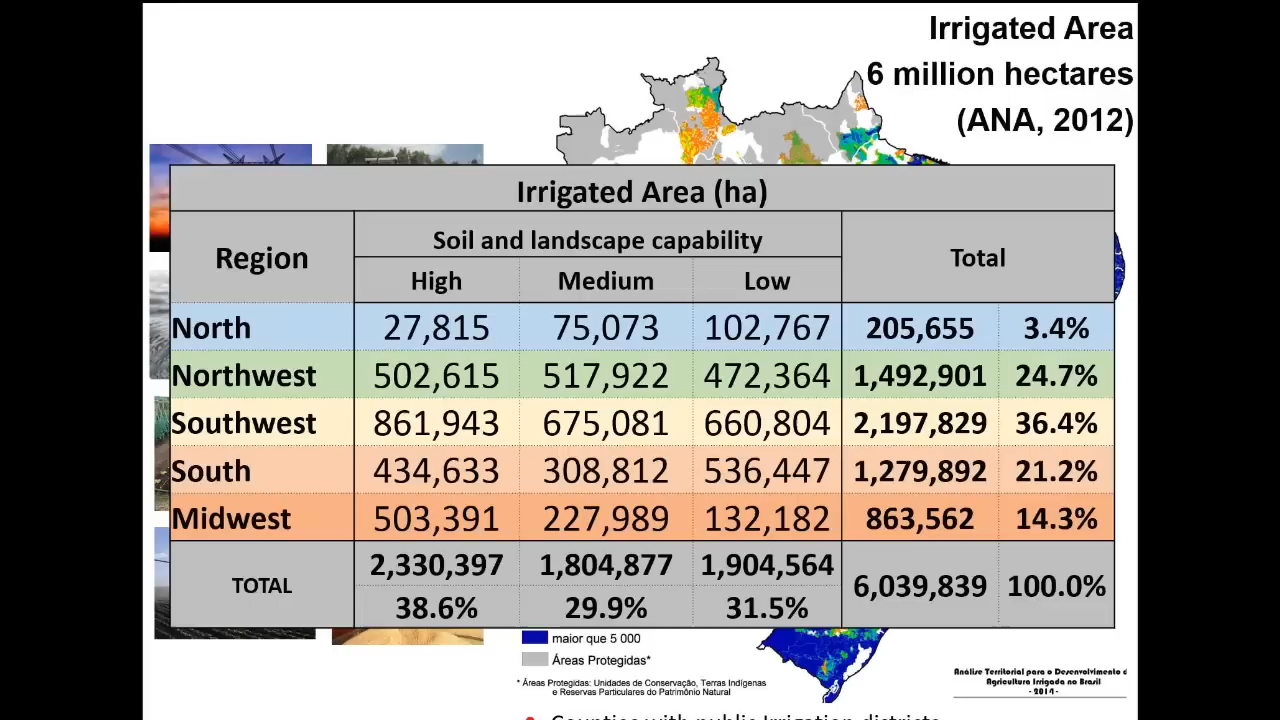 Irrigated Area
6 million hectares
(ANA, 2012)
Irrigated Area (ha)
Region
Soil and landscape capability
Total
High Medium Low
North 27,815 75,073 102,767 205,655 3.4%
Northwest 502,615 517,922 472,364 1,492,901 24.7%
Southwest 861,943 675,081 660,804 2,197,829 36.4%
South 434,633 308,812 536,447 1,279,892 21.2%
Midwest 503,391 227,989 132,182 863,562 14.3%
TOTAL
2,330,397 1,804,877 1,904,564
6,039,839 100.0%
38.6% 29.9% 31.5%
maior que 5 000
Áreas Protegidas*
* Áreas Protegidas: Unidades de Conservação, Terras Indígenas
e Reservas Particulares do Patrimônio Natural
Análise Territorial para o Desenvolvimento d
Agricultura Irrigada no Brasil
- 2014 -
Counties with public irrigation districts